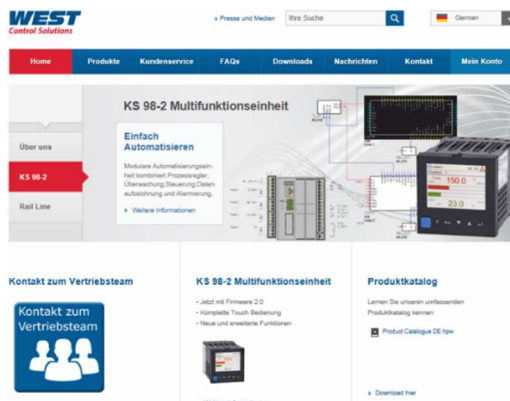 WEST
Control Solutions
Presse und Medien
Ihre Suche
German
Home Produkte Kundenservice FAQs Downloads Nachrichten Kontakt Mein Konto
KS 98-2 Multifunktionseinheit
Einfach
Automatisieren
Modulare Automatisierungsein-
heit kombiniert Prozessregler,
Überwachung,Steuerung,Daten-
aufzeichnung und Alarmierung.
Weitere Informationen
Über uns
KS 98-2
Rail Line
150.0
23.0
Kontakt zum Vertriebsteam
Kontakt zum
Vertriebsteam
KS 98-2 Multifunktionseinheit
- Jetzt mit Firmware 2.0
- Komplette Touch Bedienung
- Neue und erweiterte Funktionen
Produktkatalog
Lernen Sie unseren umfassenden
Produktkatalog kennen
Product Catalogue DE hpw
Download hier